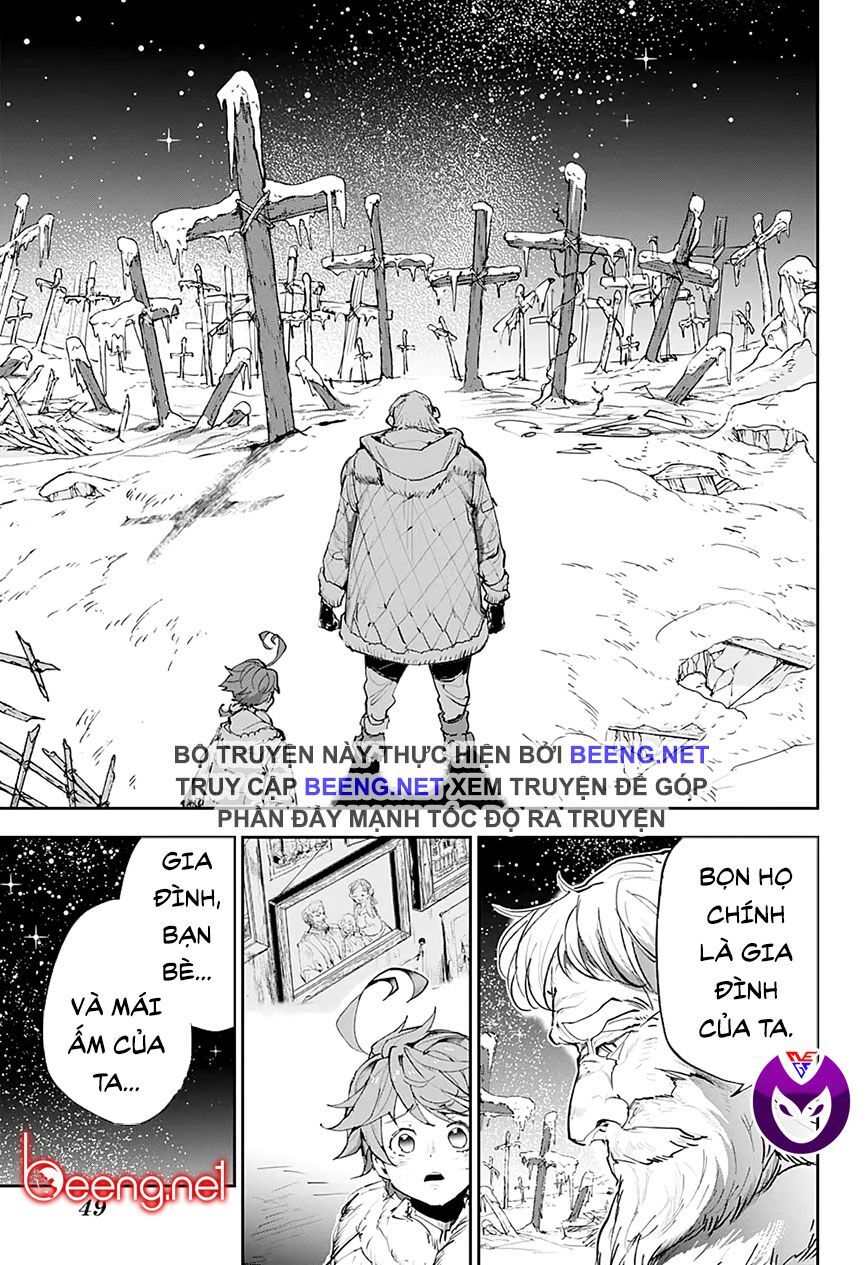 BỘ TRUYỆN NÀY THỰC HIỆN BỞI BEENG.NET
TRUY CẬP BEENG.NET XEM TRUYỆN ĐỂ GÓP
PHẦN ĐẨY MẠNH TỐC ĐỘ RA TRUYỆN
BỌN HỌ
CHÍNH
LÀ GIA
ĐÌNH
CỦA TA.
GIA
ĐÌNH,
BẠN
BÈ...
VÀ MÁI
ẤM CỦA
TA...
beeng.net
49